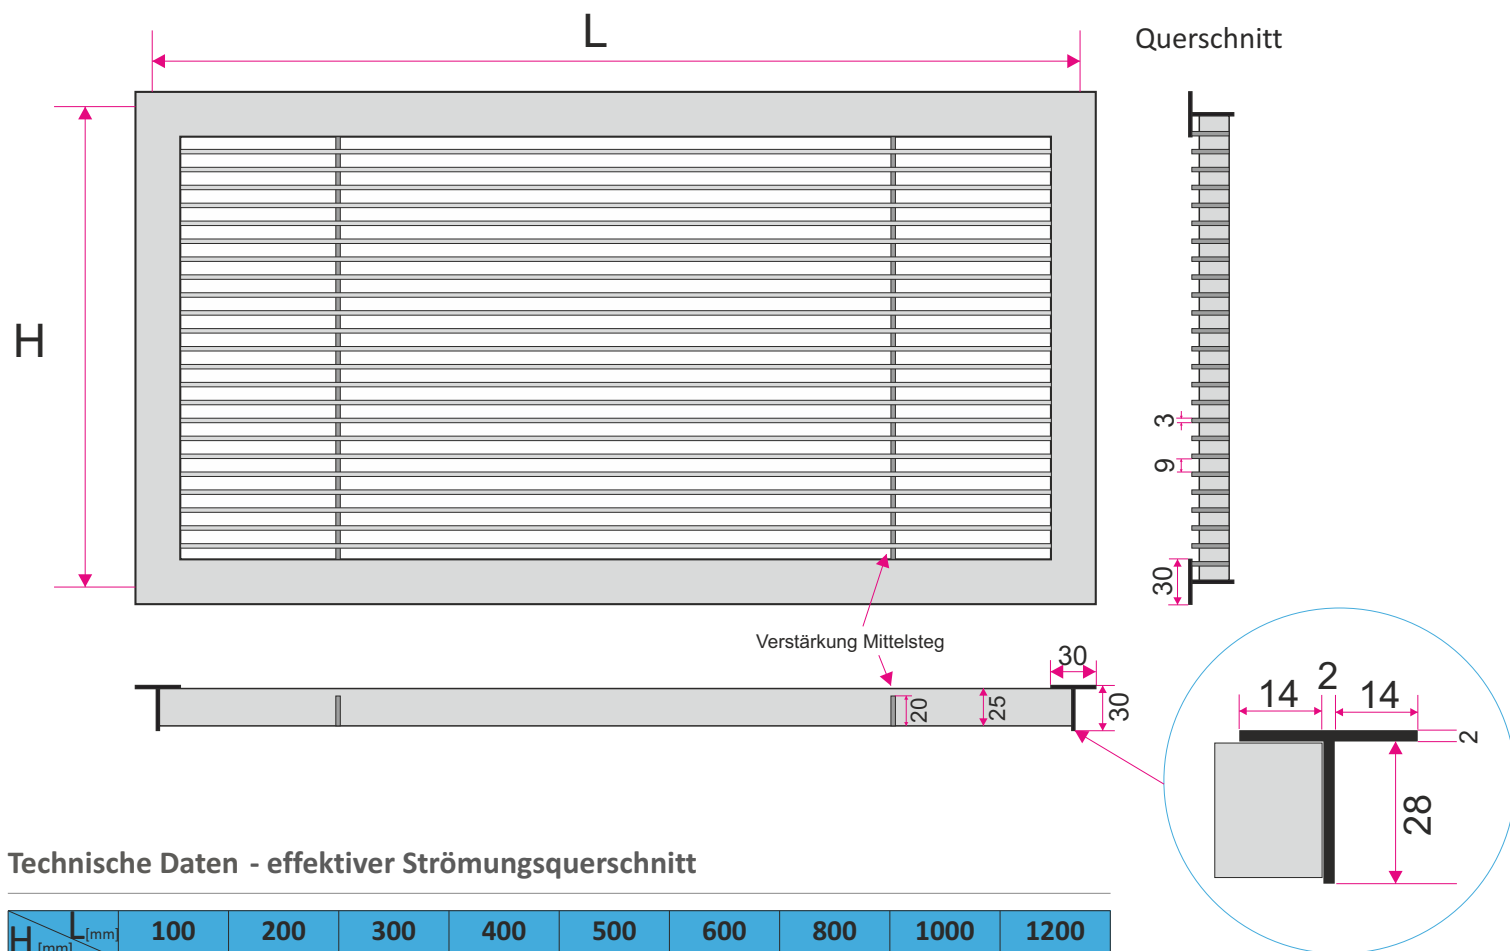 L
Querschnitt
H
3
9
30
Verstärkung Mittelsteg
30
20
25
30
14 2 14
2
28
Technische Daten - effektiver Strömungsquerschnitt
L[mm] 100 200 300 400 500 600 800 1000 1200
H [mm]